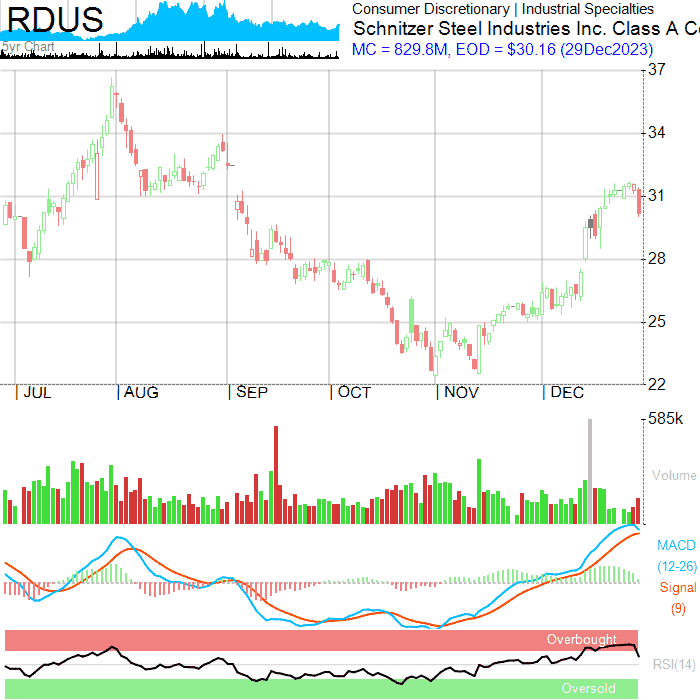 RDUS
5yr Chart
Consumer Discretionary | Industrial Specialties
Schnitzer Steel Industries Inc. Class A C
MC = 829.8M, EOD = $30.16 (29Dec2023)
37
34
31
28
25
22
JUL AUG SEP OCT NOV DEC
585k
Volume
MACD
(12-26)
Signal
(9)
Overbought
RSI(14)
Oversold